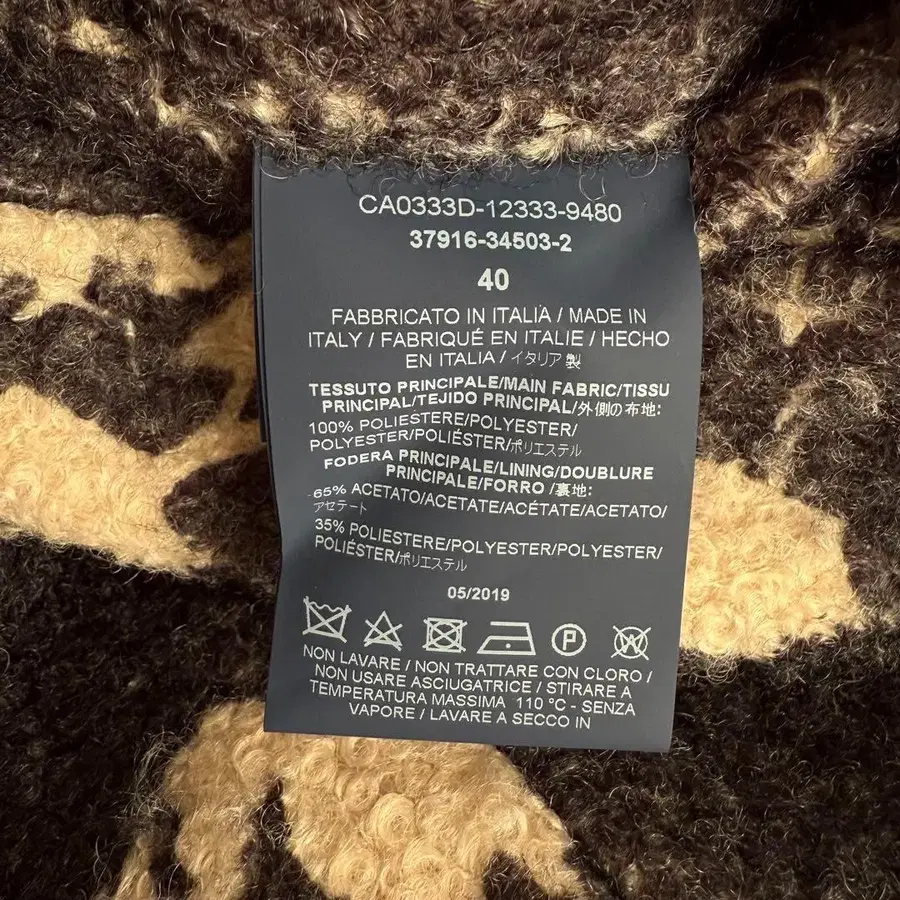 CA0333D-12333-9480
37916-34503-2
40
FABBRICATO IN ITALIA / MADE IN
ITALY / FABRIQUÉ EN ITALIE / HECHO
EN ITALIA / イタリア製
TESSUTO PRINCIPALE/MAIN FABRIC/TISSU
PRINCIPAL/TEJIDO PRINCIPAL/外側の布地:
100% POLIESTERE/POLYESTER/
POLYESTER/POLIÉSTER/ポリエステル
FODERA PRINCIPALE/LINING/DOUBLURE
PRINCIPALE/FORRO /裏地:
65% ACETATO/ACETATE/ACÉTATE/ACETATO/
アセテート
35% POLIESTERE/POLYESTER/POLYESTER/
POLIÉSTER/ポリエステル
05/2019
P
W
NON LAVARE / NON TRATTARE CON CLORO /
NON USARE ASCIUGATRICE / STIRARE A
TEMPERATURA MASSIMA 110 °C - SENZA
VAPORE / LAVARE A SECCO IN